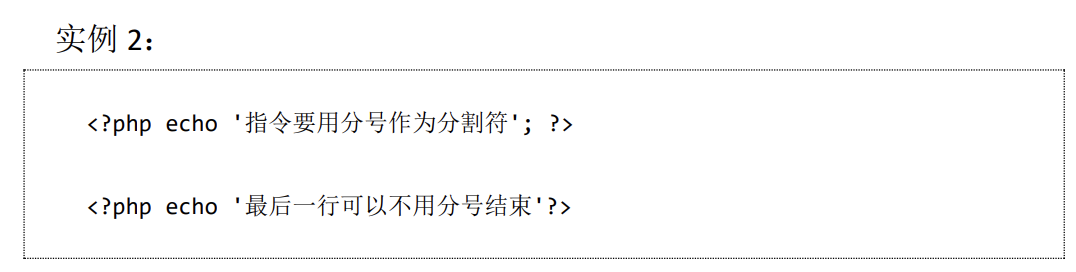 实例 2：
<?php echo '指令要用分号作为分割符'; ?>
<?php echo '最后一行可以不用分号结束'?>